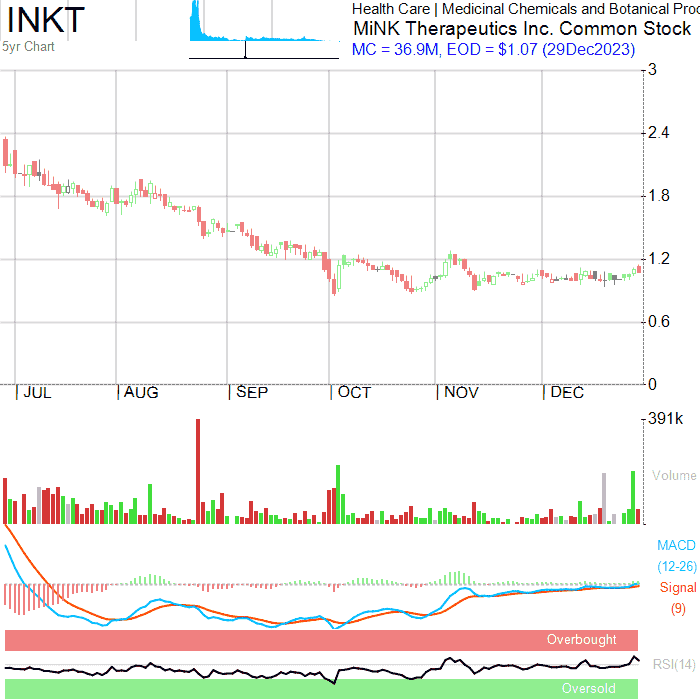 INKT
5yr Chart
Health Care | Medicinal Chemicals and Botanical Pro
MiNK Therapeutics Inc. Common Stock
MC = 36.9M, EOD = $1.07 (29Dec2023)
3
2.4
1.8
1.2
0.6
0
JUL AUG SEP OCT NOV DEC
391k
Volume
MACD
(12-26)
Signal
(9)
Overbought
RSI(14)
Oversold